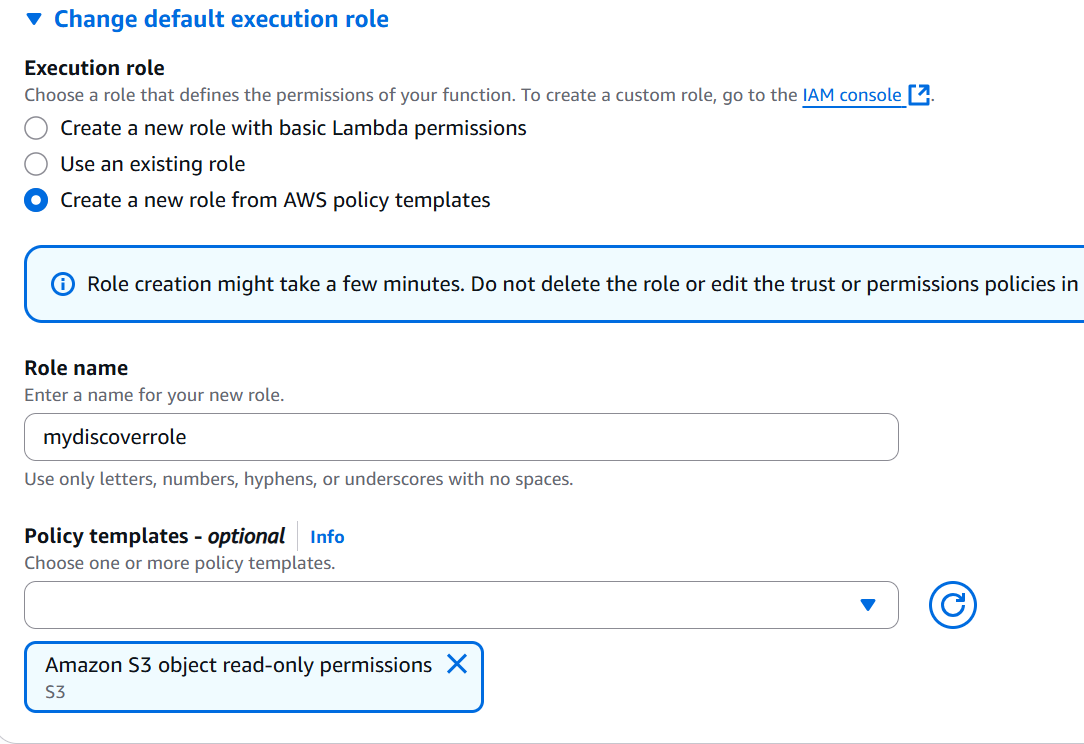 Change default execution role
Execution role
Choose a role that defines the permissions of your function. To create a custom role, go to the IAM console.
Create a new role with basic Lambda permissions
Use an existing role
Create a new role from AWS policy templates
Role creation might take a few minutes. Do not delete the role or edit the trust or permissions policies in
Role name
Enter a name for your new role.
mydiscoverrole
Use only letters, numbers, hyphens, or underscores with no spaces.
Policy templates - optional Info
Choose one or more policy templates.
Amazon S3 object read-only permissions
S3